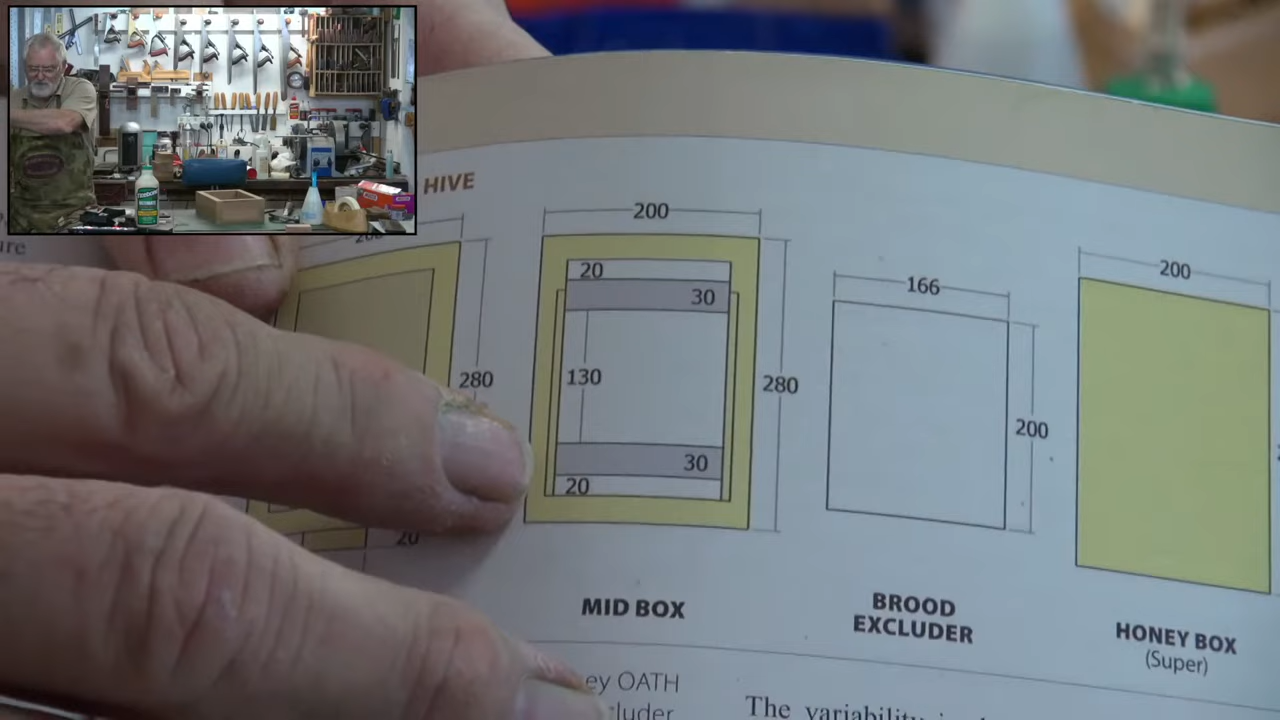 HIVE
200
200
166
20
30
280
130
280
200
30
20
20
MID BOX
BROOD
EXCLUDER
HONEY BOX
(Super)
ey OATH
The variability